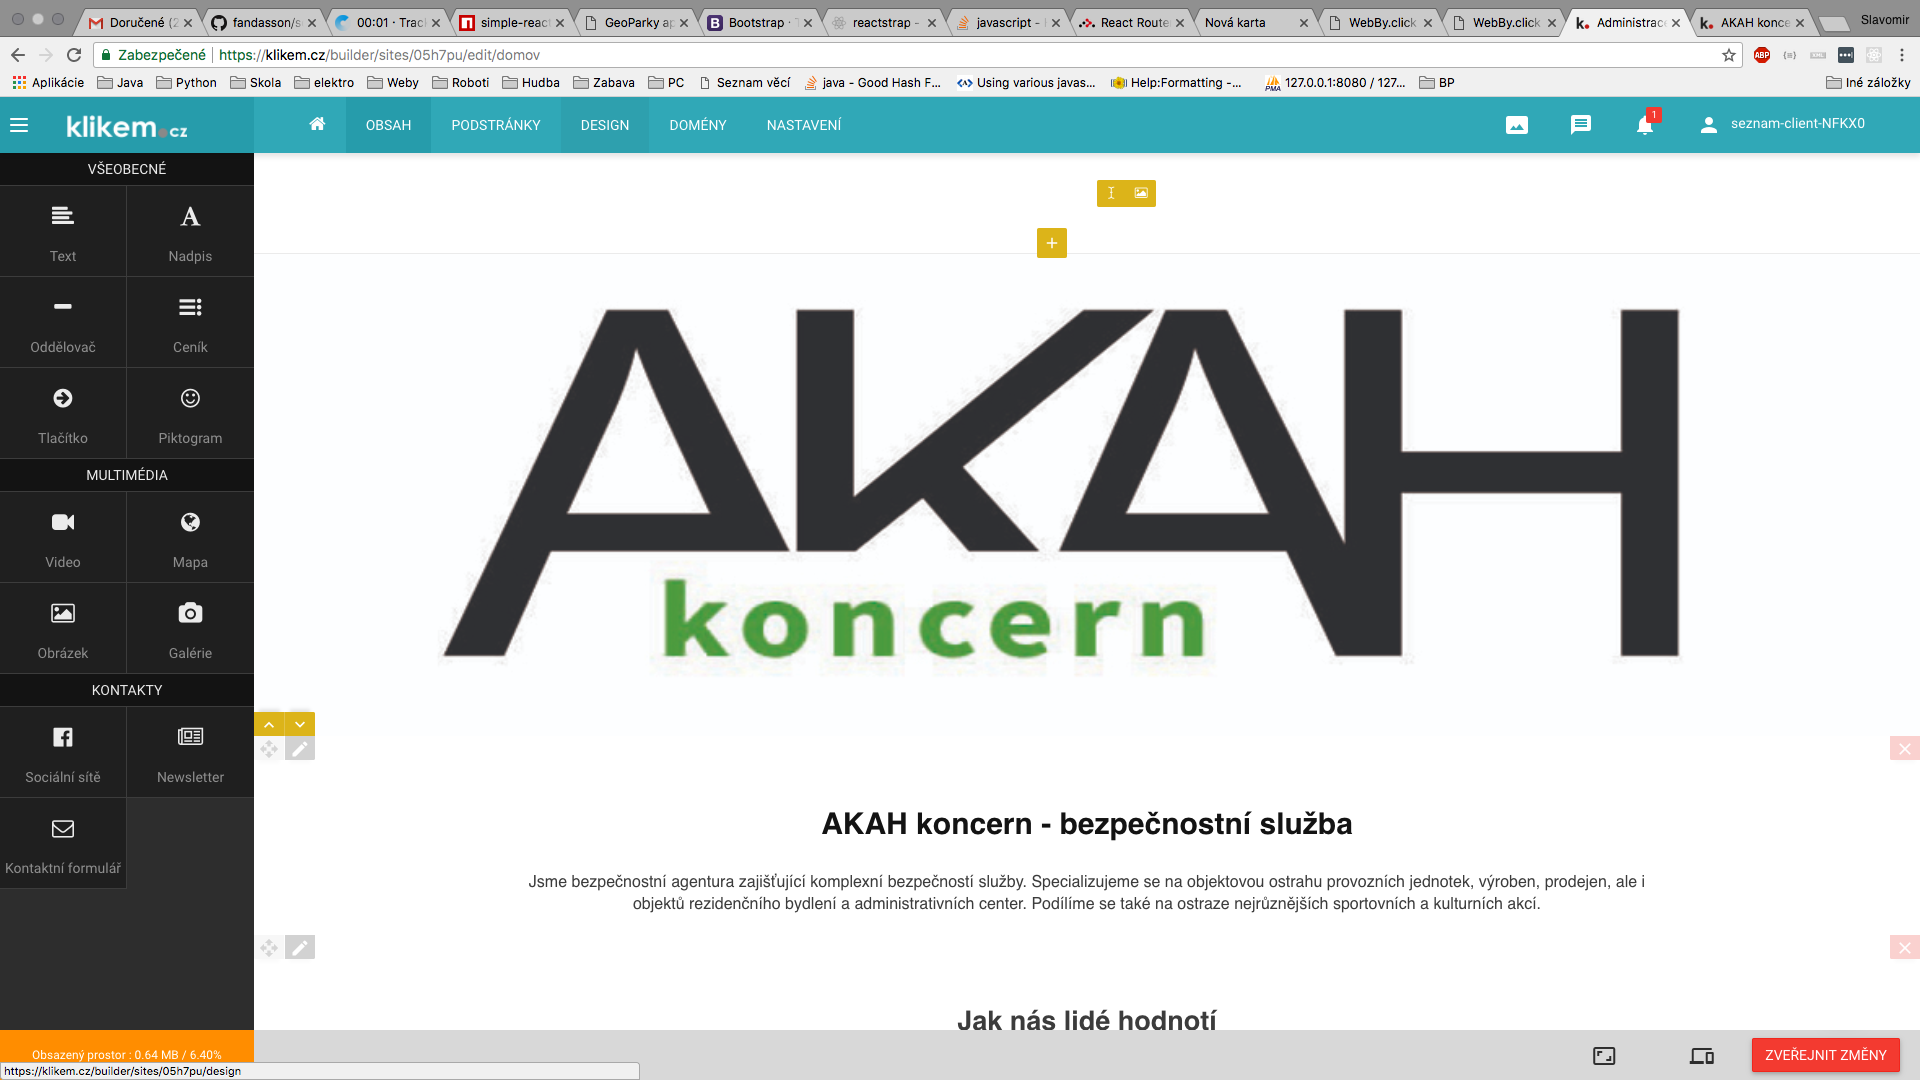 Doručené (2
fandasson/s
00:01 · Track
simple-react
GeoParky ap
Bootstrap · T
reactstrap -
javascript -
React Router
Nová karta
WebBy.click
WebBy.click
Administrace
AKAH konce
Slavomir
Zabezpečené
https://klikem.cz/builder/sites/05h7pu/edit/domov
ABP
Aplikácie
Java
Python
Skola
elektro
Weby
Roboti
Hudba
Zabava
PC
Seznam věcí
java - Good Hash F...
Using various javas...
Help:Formatting -...
127.0.0.1:8080 / 127...
BP
Iné záložky
klikem.cz
OBSAH
PODSTRÁNKY
DESIGN
DOMÉNY
NASTAVENÍ
1
seznam-client-NFKX0
VŠEOBECNÉ
Text
Nadpis
Oddělovač
Ceník
Tlačítko
Piktogram
MULTIMÉDIA
Video
Mapa
Obrázek
Galérie
KONTAKTY
Sociální sítě
Newsletter
Kontaktní formulář
AKAH
koncern
AKAH koncern - bezpečnostní služba
Jsme bezpečnostní agentura zajišťující komplexní bezpečností služby. Specializujeme se na objektovou ostrahu provozních jednotek, výroben, prodejen, ale i
objektů rezidenčního bydlení a administrativních center. Podílíme se také na ostraze nejrůznějších sportovních a kulturních akcí.
Jak nás lidé hodnotí
Obsazený prostor : 0.64 MB / 6.40%
ZVEŘEJNIT ZMĚNY
https://klikem.cz/builder/sites/05h7pu/design